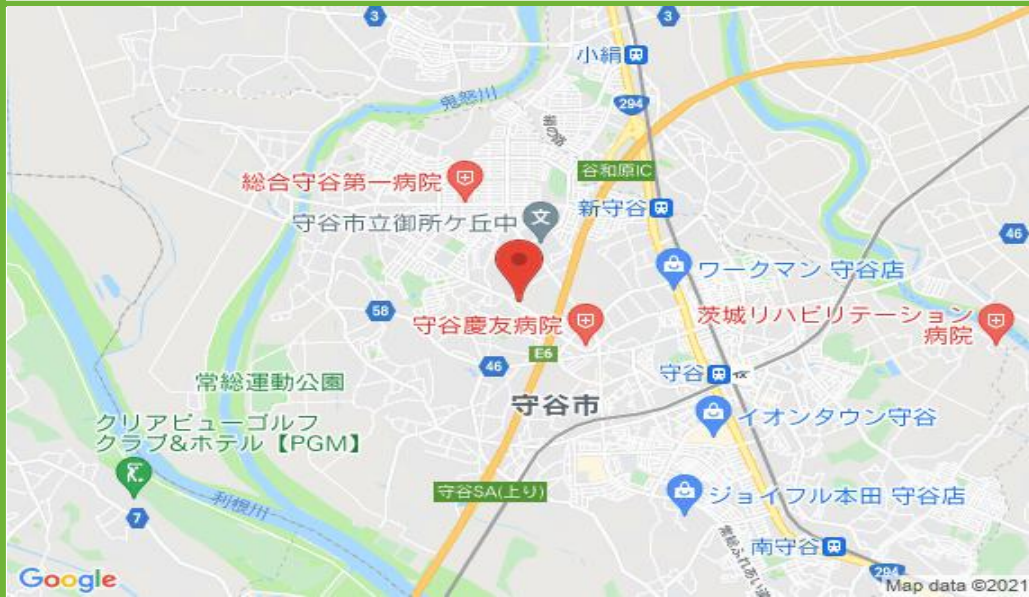 3
3
小絹
294
鬼怒川
谷和原IC
総合守谷第一病院
守谷市立御所ケ丘中
文
新守谷
46
ワークマン 守谷店
58
守谷慶友病院
茨城リハビリテーション
病院
E6
46
守谷
常総運動公園
守谷市
イオンタウン守谷
クリアビューゴルフ
クラブ&ホテル【PGM】
守谷SA(上り)
ジョイフル本田 守谷店
利根川
7
南守谷
294
Google
Map data ©2021